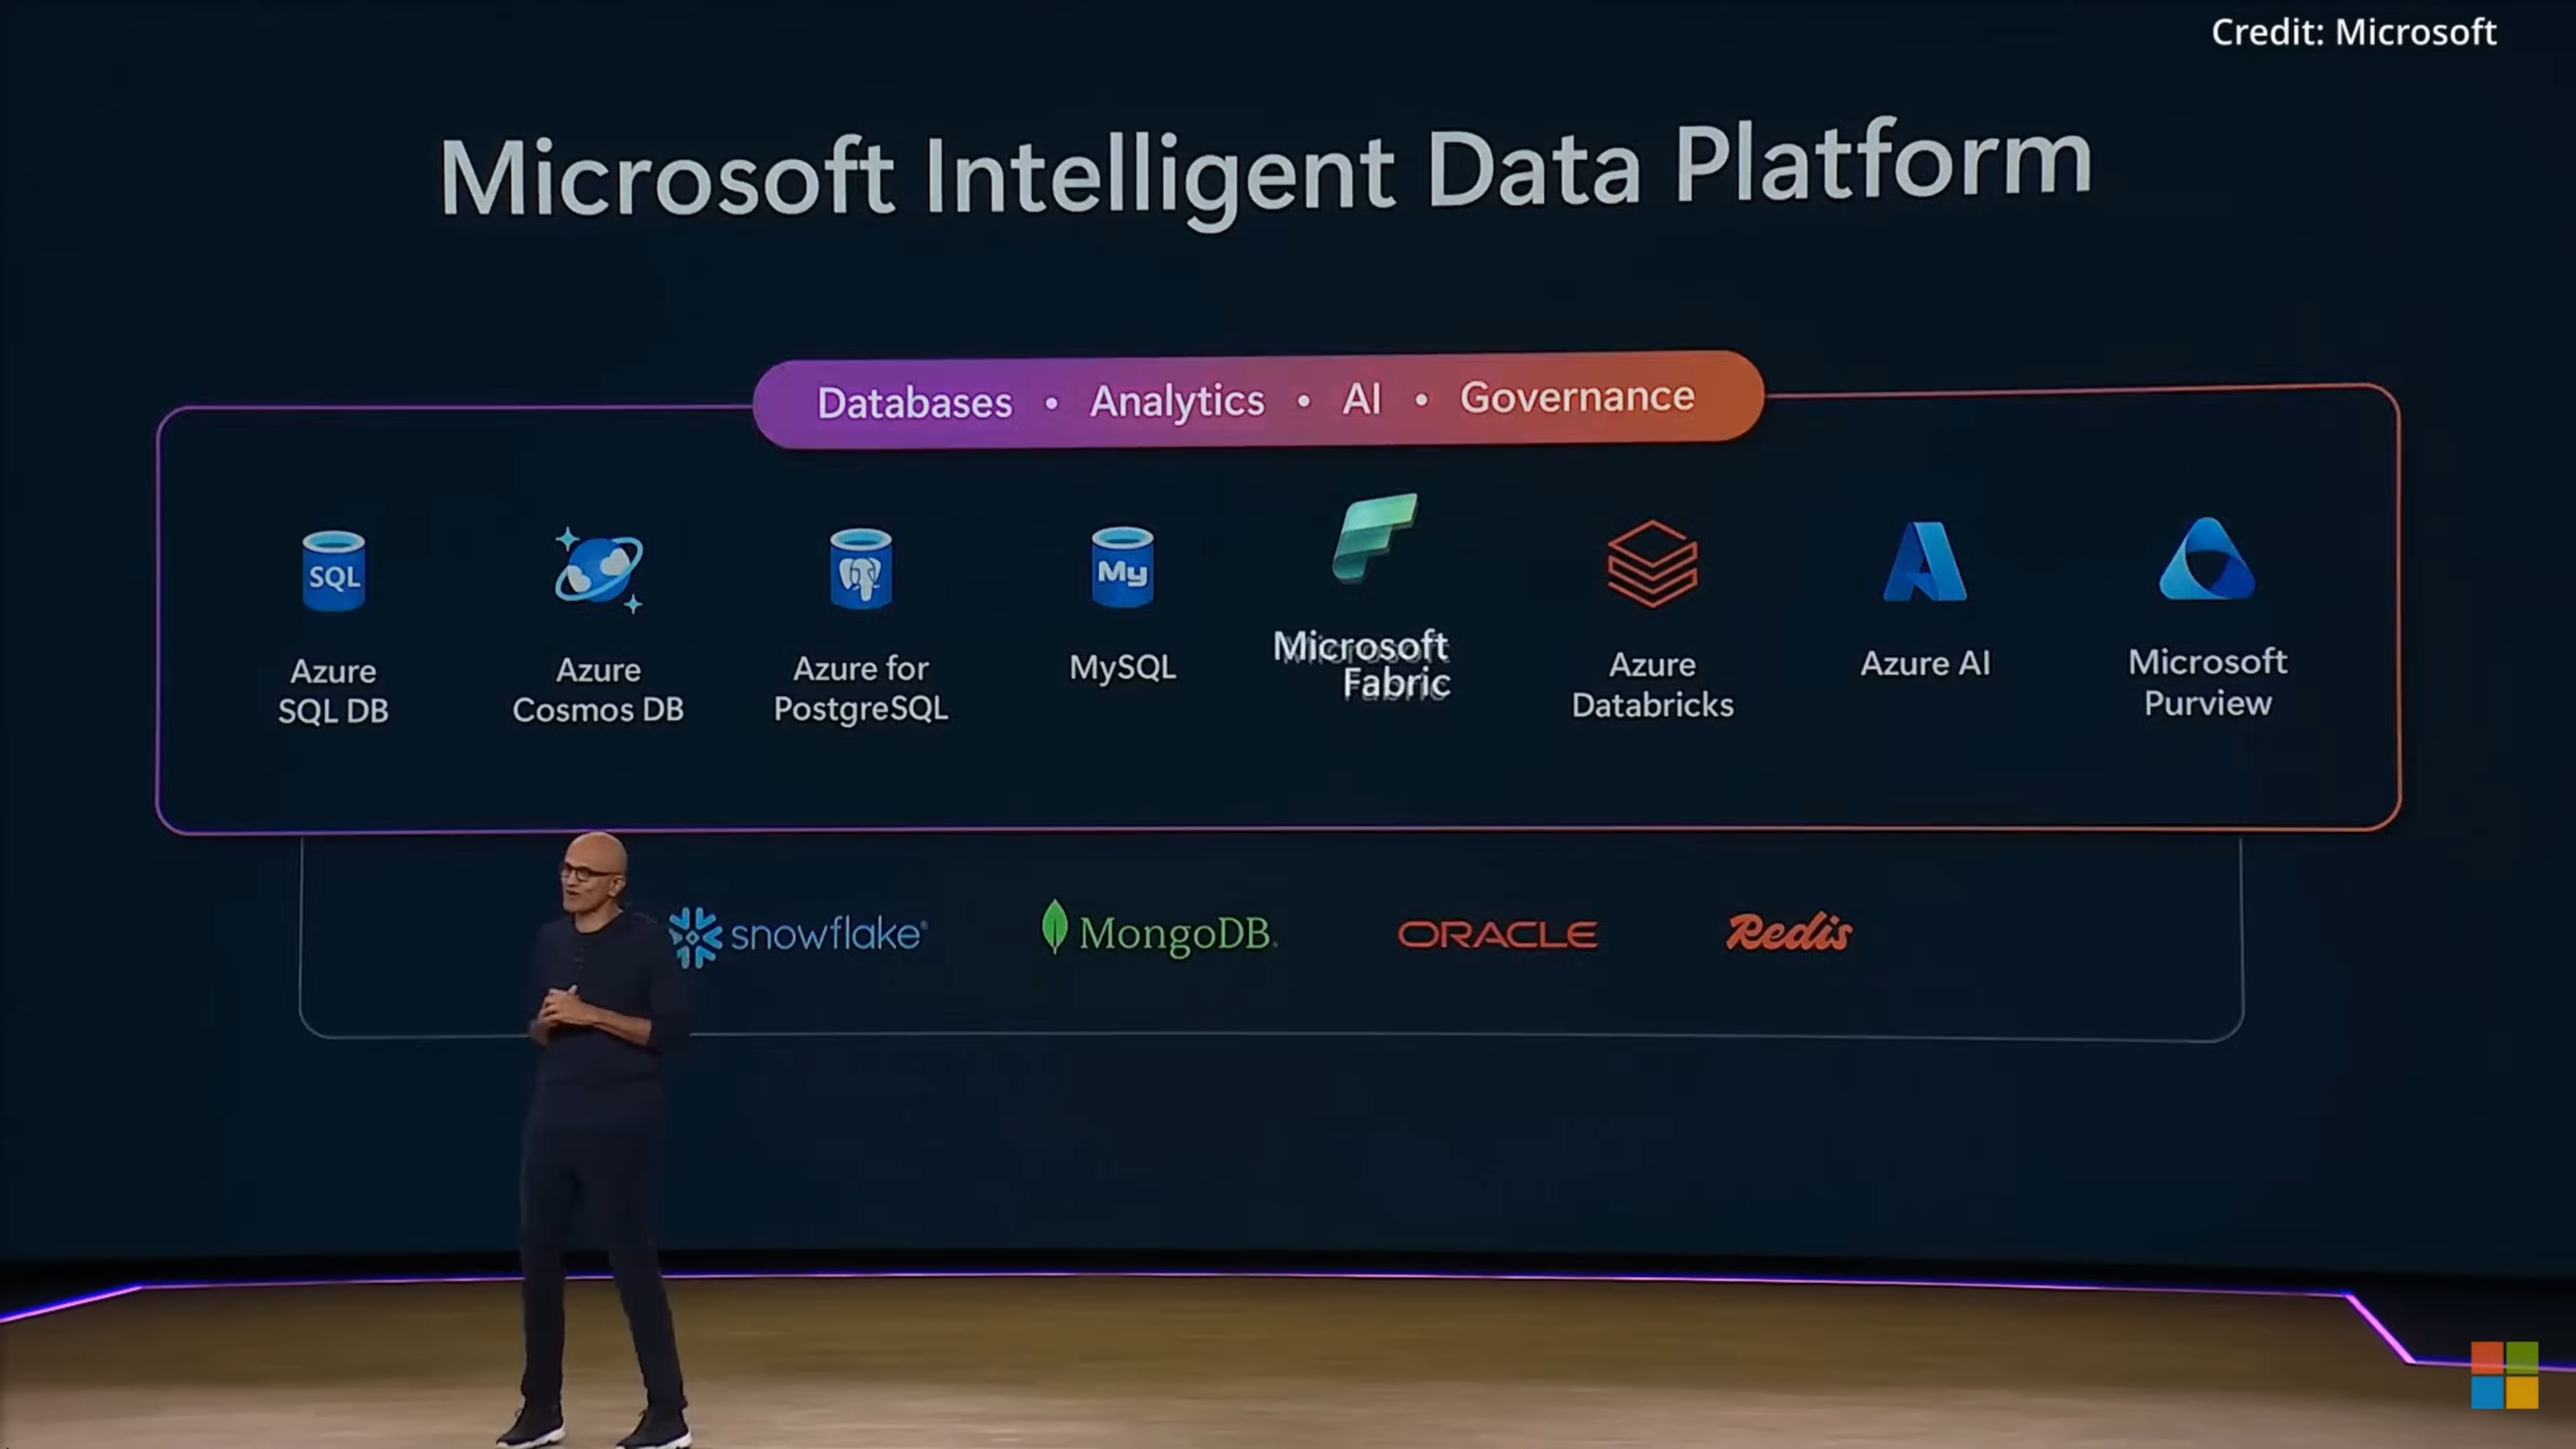 Credit: Microsoft
Microsoft Intelligent Data Platform
Databases • Analytics • AI • Governance
SQL
My
Azure
SQL DB
Azure
Cosmos DB
Azure for
PostgreSQL
MySQL
Microsoft
Fabric
Azure
Databricks
Azure AI
Microsoft
Purview
snowflake®
MongoDB.
ORACLE
Redis